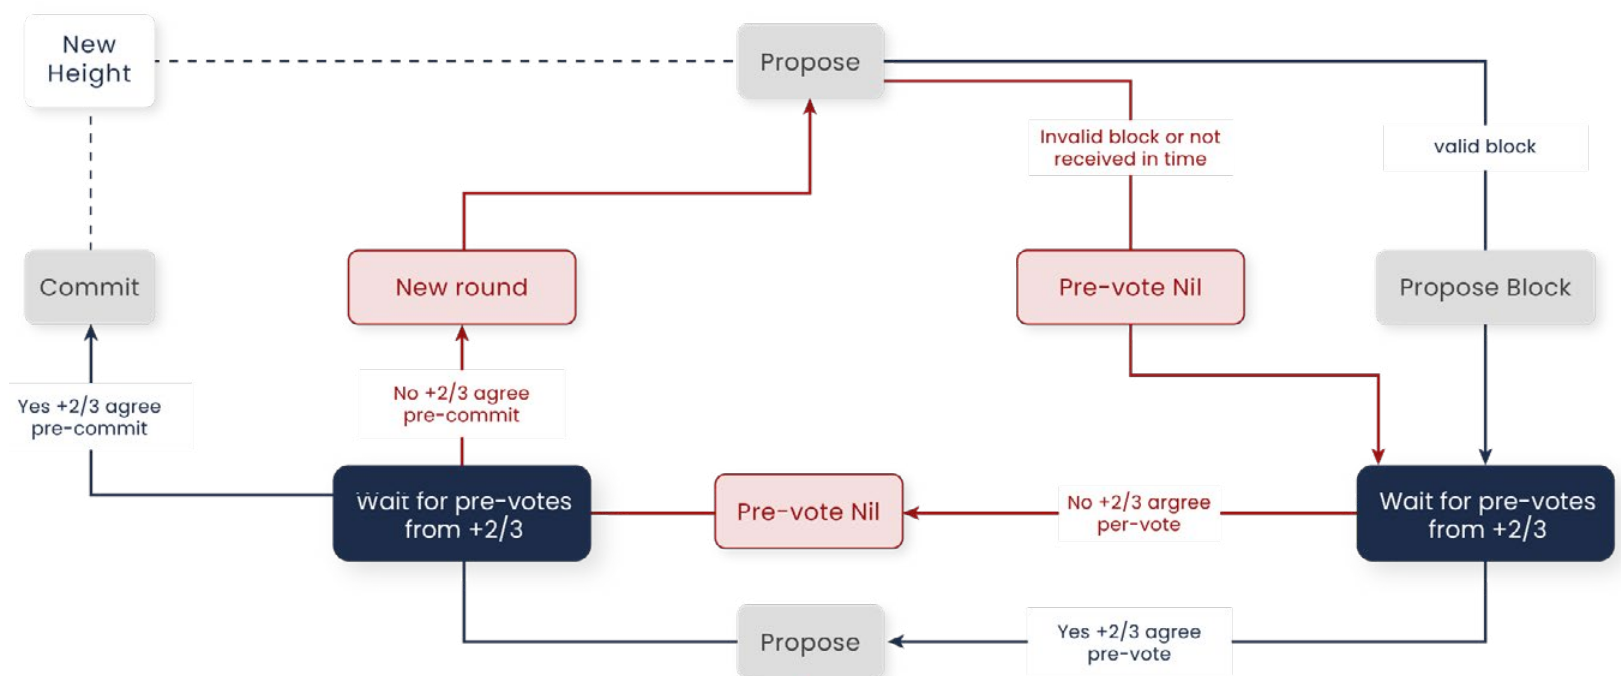 New
Height
Propose
Invalid block or not
received in time
valid block
Commit
New round
Pre-vote Nil
Propose Block
Yes +2/3 agree
pre-commit
No +2/3 agree
pre-commit
Wait for pre-votes
from +2/3
Pre-vote Nil
No +2/3 argree
per-vote
Wait for pre-votes
from +2/3
Propose
Yes +2/3 agree
pre-vote